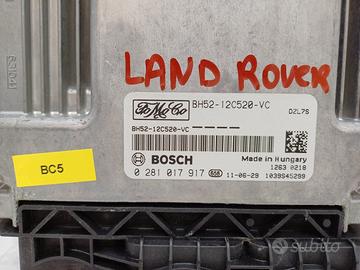 LAND ROVER
FoMoCo
BH52-12C520-VC
DZL7S
BH52-12C520-VC
BOSCH
Made in Hungary
1263 0218
0 281 017 917
11-06-29
1039S45299
BC5
subito